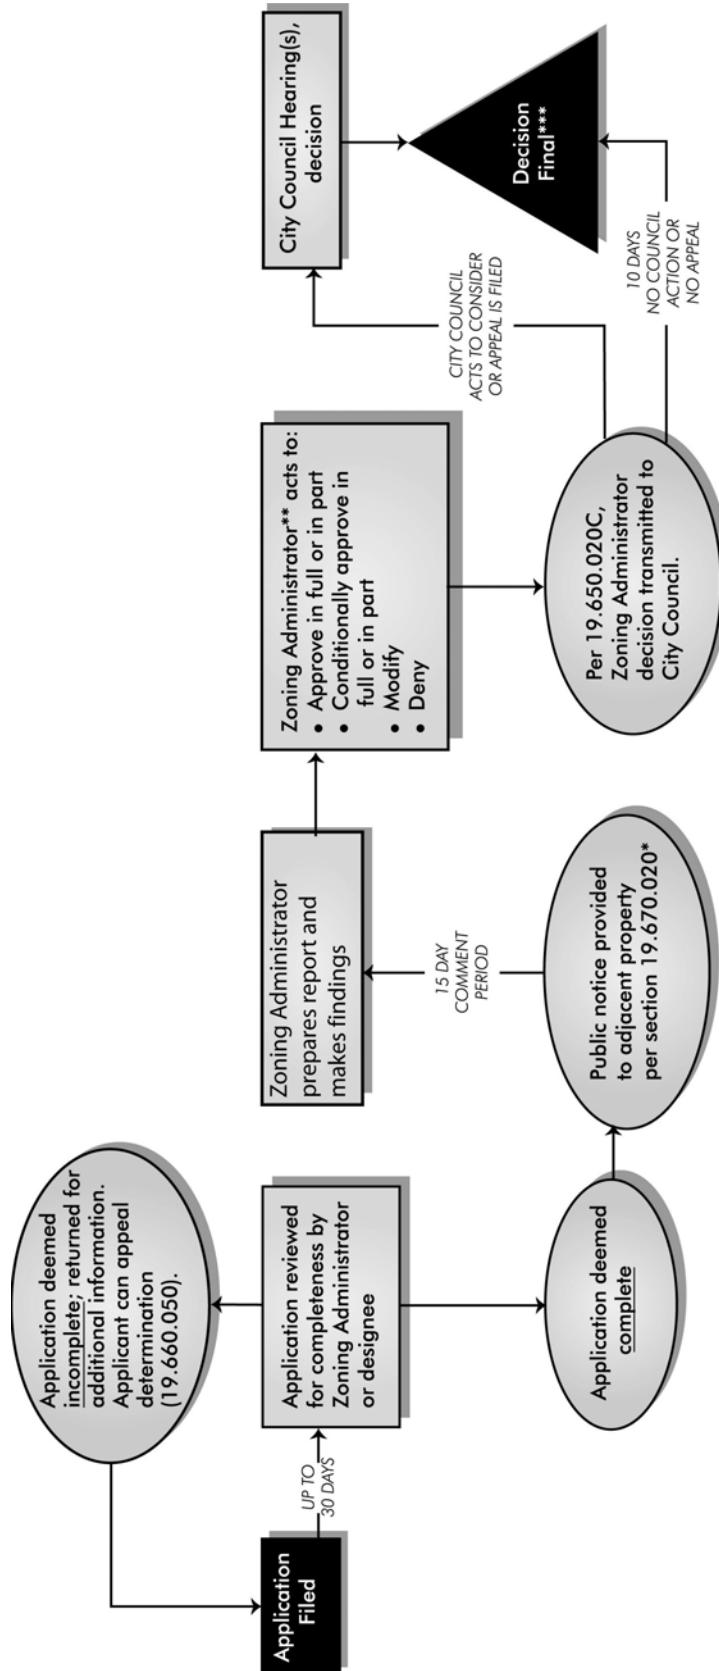 Application
Filed
UP TO
30 DAYS
Application deemed
incomplete; returned for
additional information.
Applicant can appeal
determination
(19.660.050).
Application reviewed
for completeness by
Zoning Administrator
or designee
Application deemed
complete
Public notice provided
to adjacent property
per section 19.670.020*
15 DAY
COMMENT
PERIOD
Zoning Administrator
prepares report and
makes findings
Zoning Administrator** acts to:
• Approve in full or in part
• Conditionally approve in
full or in part
• Modify
• Deny
Per 19.650.020C,
Zoning Administrator
decision transmitted to
City Council.
CITY COUNCIL
ACTS TO CONSIDER
OR APPEAL IS FILED
City Council Hearing(s),
decision
10 DAYS
NO COUNCIL
ACTION OR
NO APPEAL
Decision
Final***